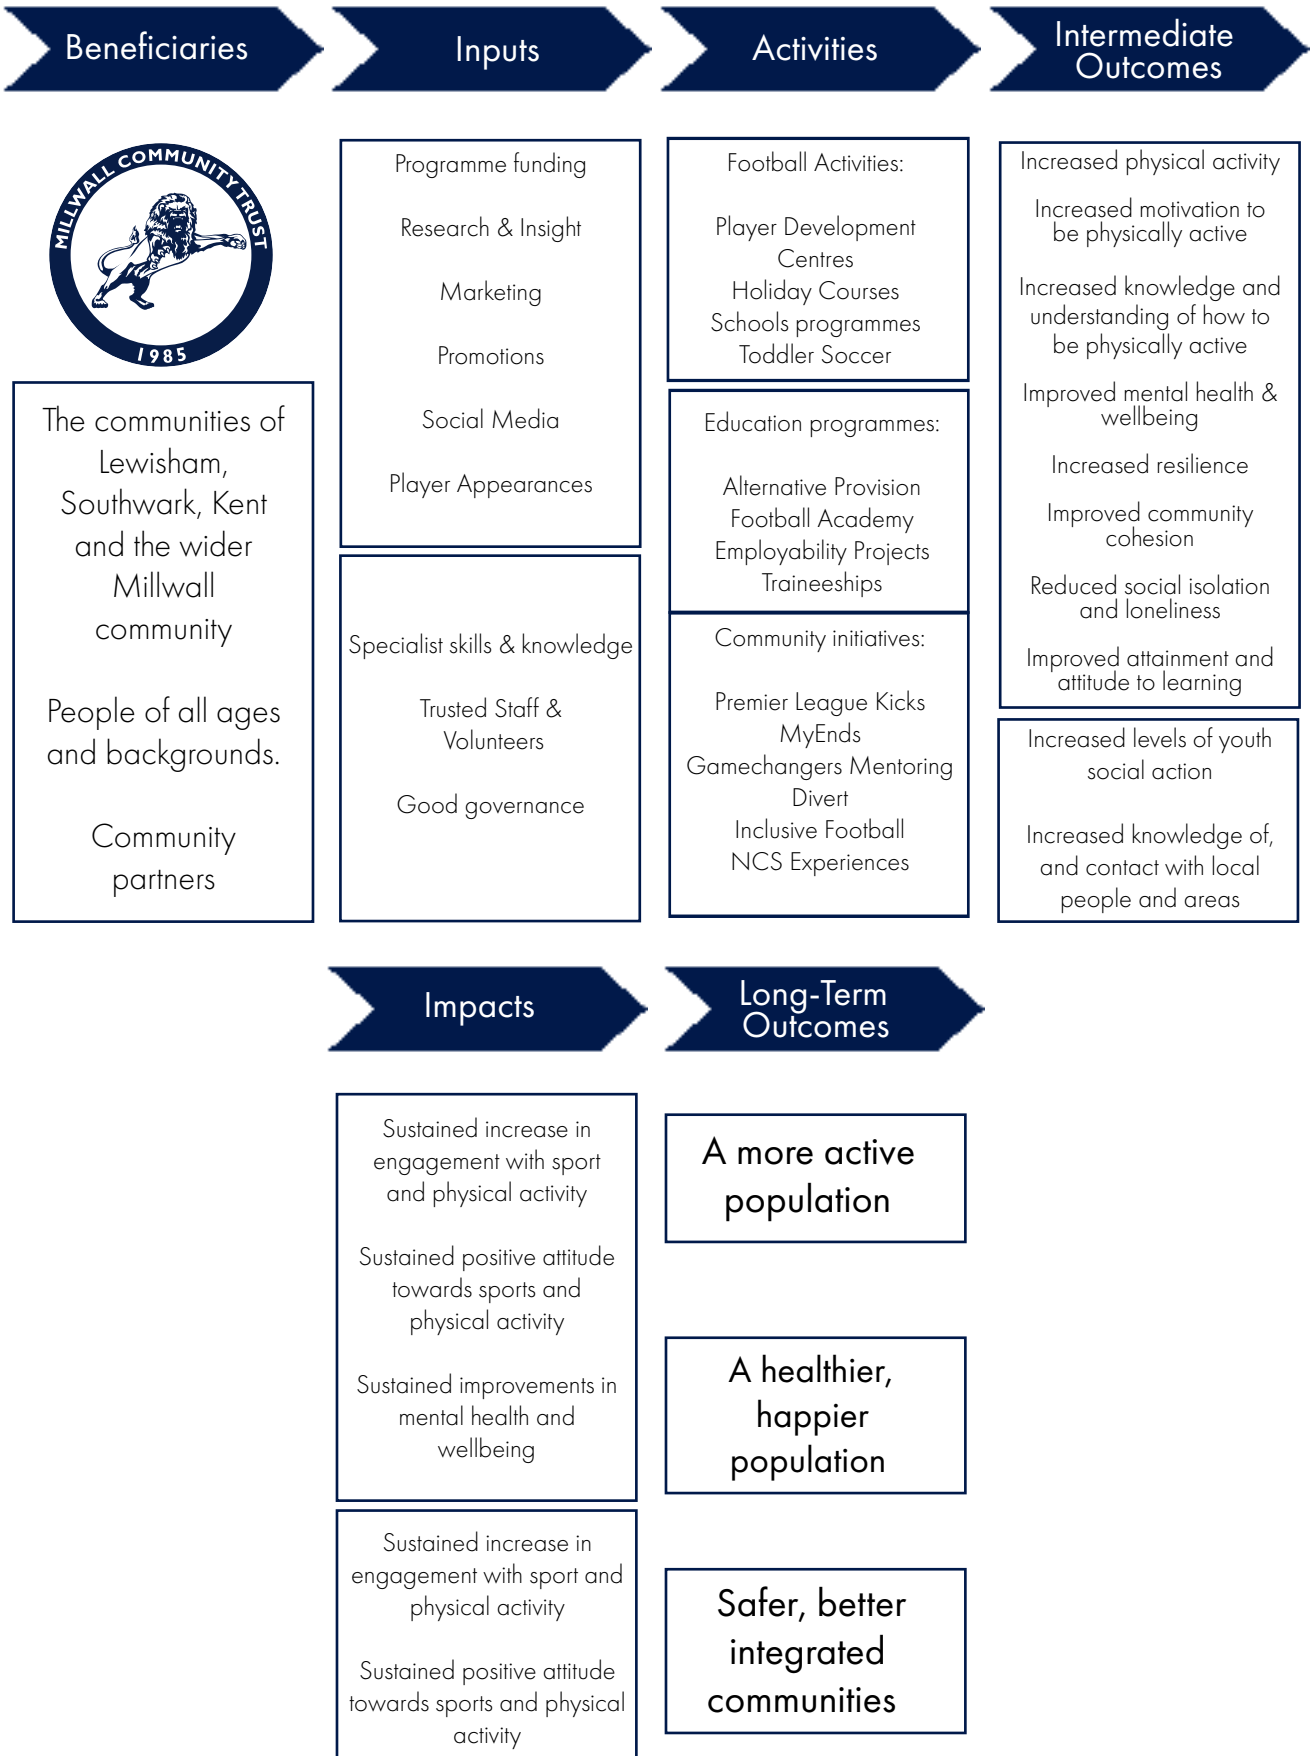 Beneficiaries
Inputs
Activities
Intermediate
Outcomes
MILLWALL COMMUNITY TRUST
1985
The communities of
Lewisham,
Southwark, Kent
and the wider
Millwall
community
People of all ages
and backgrounds.
Community
partners
Programme funding
Research & Insight
Marketing
Promotions
Social Media
Player Appearances
Specialist skills & knowledge
Trusted Staff &
Volunteers
Good governance
Football Activities:
Player Development
Centres
Holiday Courses
Schools programmes
Toddler Soccer
Education programmes:
Alternative Provision
Football Academy
Employability Projects
Traineeships
Community initiatives:
Premier League Kicks
MyEnds
Gamechangers Mentoring
Divert
Inclusive Football
NCS Experiences
Increased physical activity
Increased motivation to
be physically active
Increased knowledge and
understanding of how to
be physically active
Improved mental health &
wellbeing
Increased resilience
Improved community
cohesion
Reduced social isolation
and loneliness
Improved attainment and
attitude to learning
Increased levels of youth
social action
Increased knowledge of,
and contact with local
people and areas
Impacts
Long-Term
Outcomes
Sustained increase in
engagement with sport
and physical activity
Sustained positive attitude
towards sports and
physical activity
Sustained improvements in
mental health and
wellbeing
Sustained increase in
engagement with sport and
physical activity
Sustained positive attitude
towards sports and physical
activity
A more active
population
A healthier,
happier
population
Safer, better
integrated
communities